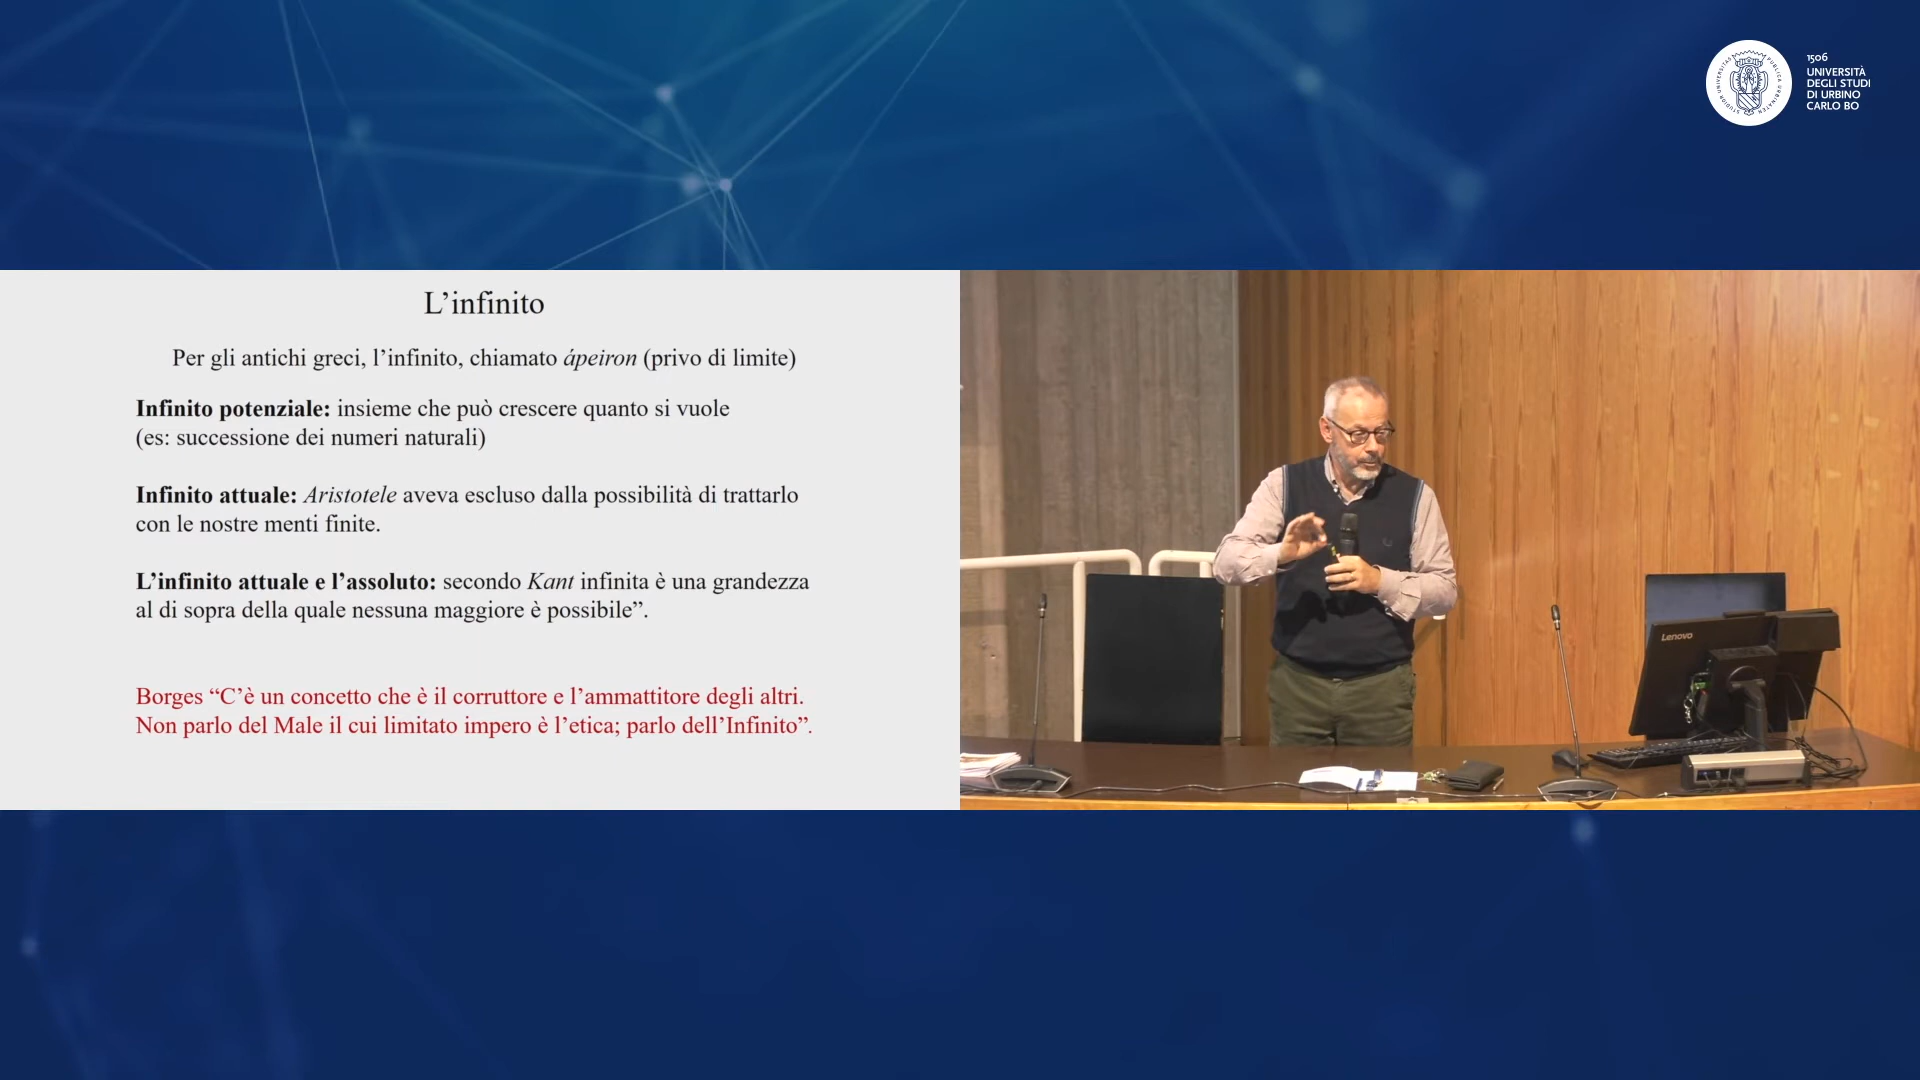 1506
UNIVERSITÀ
DEGLI STUDI
DI URBINO
CARLO BO
L’infinito
Per gli antichi greci, l’infinito, chiamato ápeiron (privo di limite)
Infinito potenziale: insieme che può crescere quanto si vuole
(es: successione dei numeri naturali)
Infinito attuale: Aristotele aveva escluso dalla possibilità di trattarlo
con le nostre menti finite.
L’infinito attuale e l’assoluto: secondo Kant infinita è una grandezza
al di sopra della quale nessuna maggiore è possibile”.
Borges “C’è un concetto che è il corruttore e l’ammattitore degli altri.
Non parlo del Male il cui limitato impero è l’etica; parlo dell’Infinito”.
Lenovo